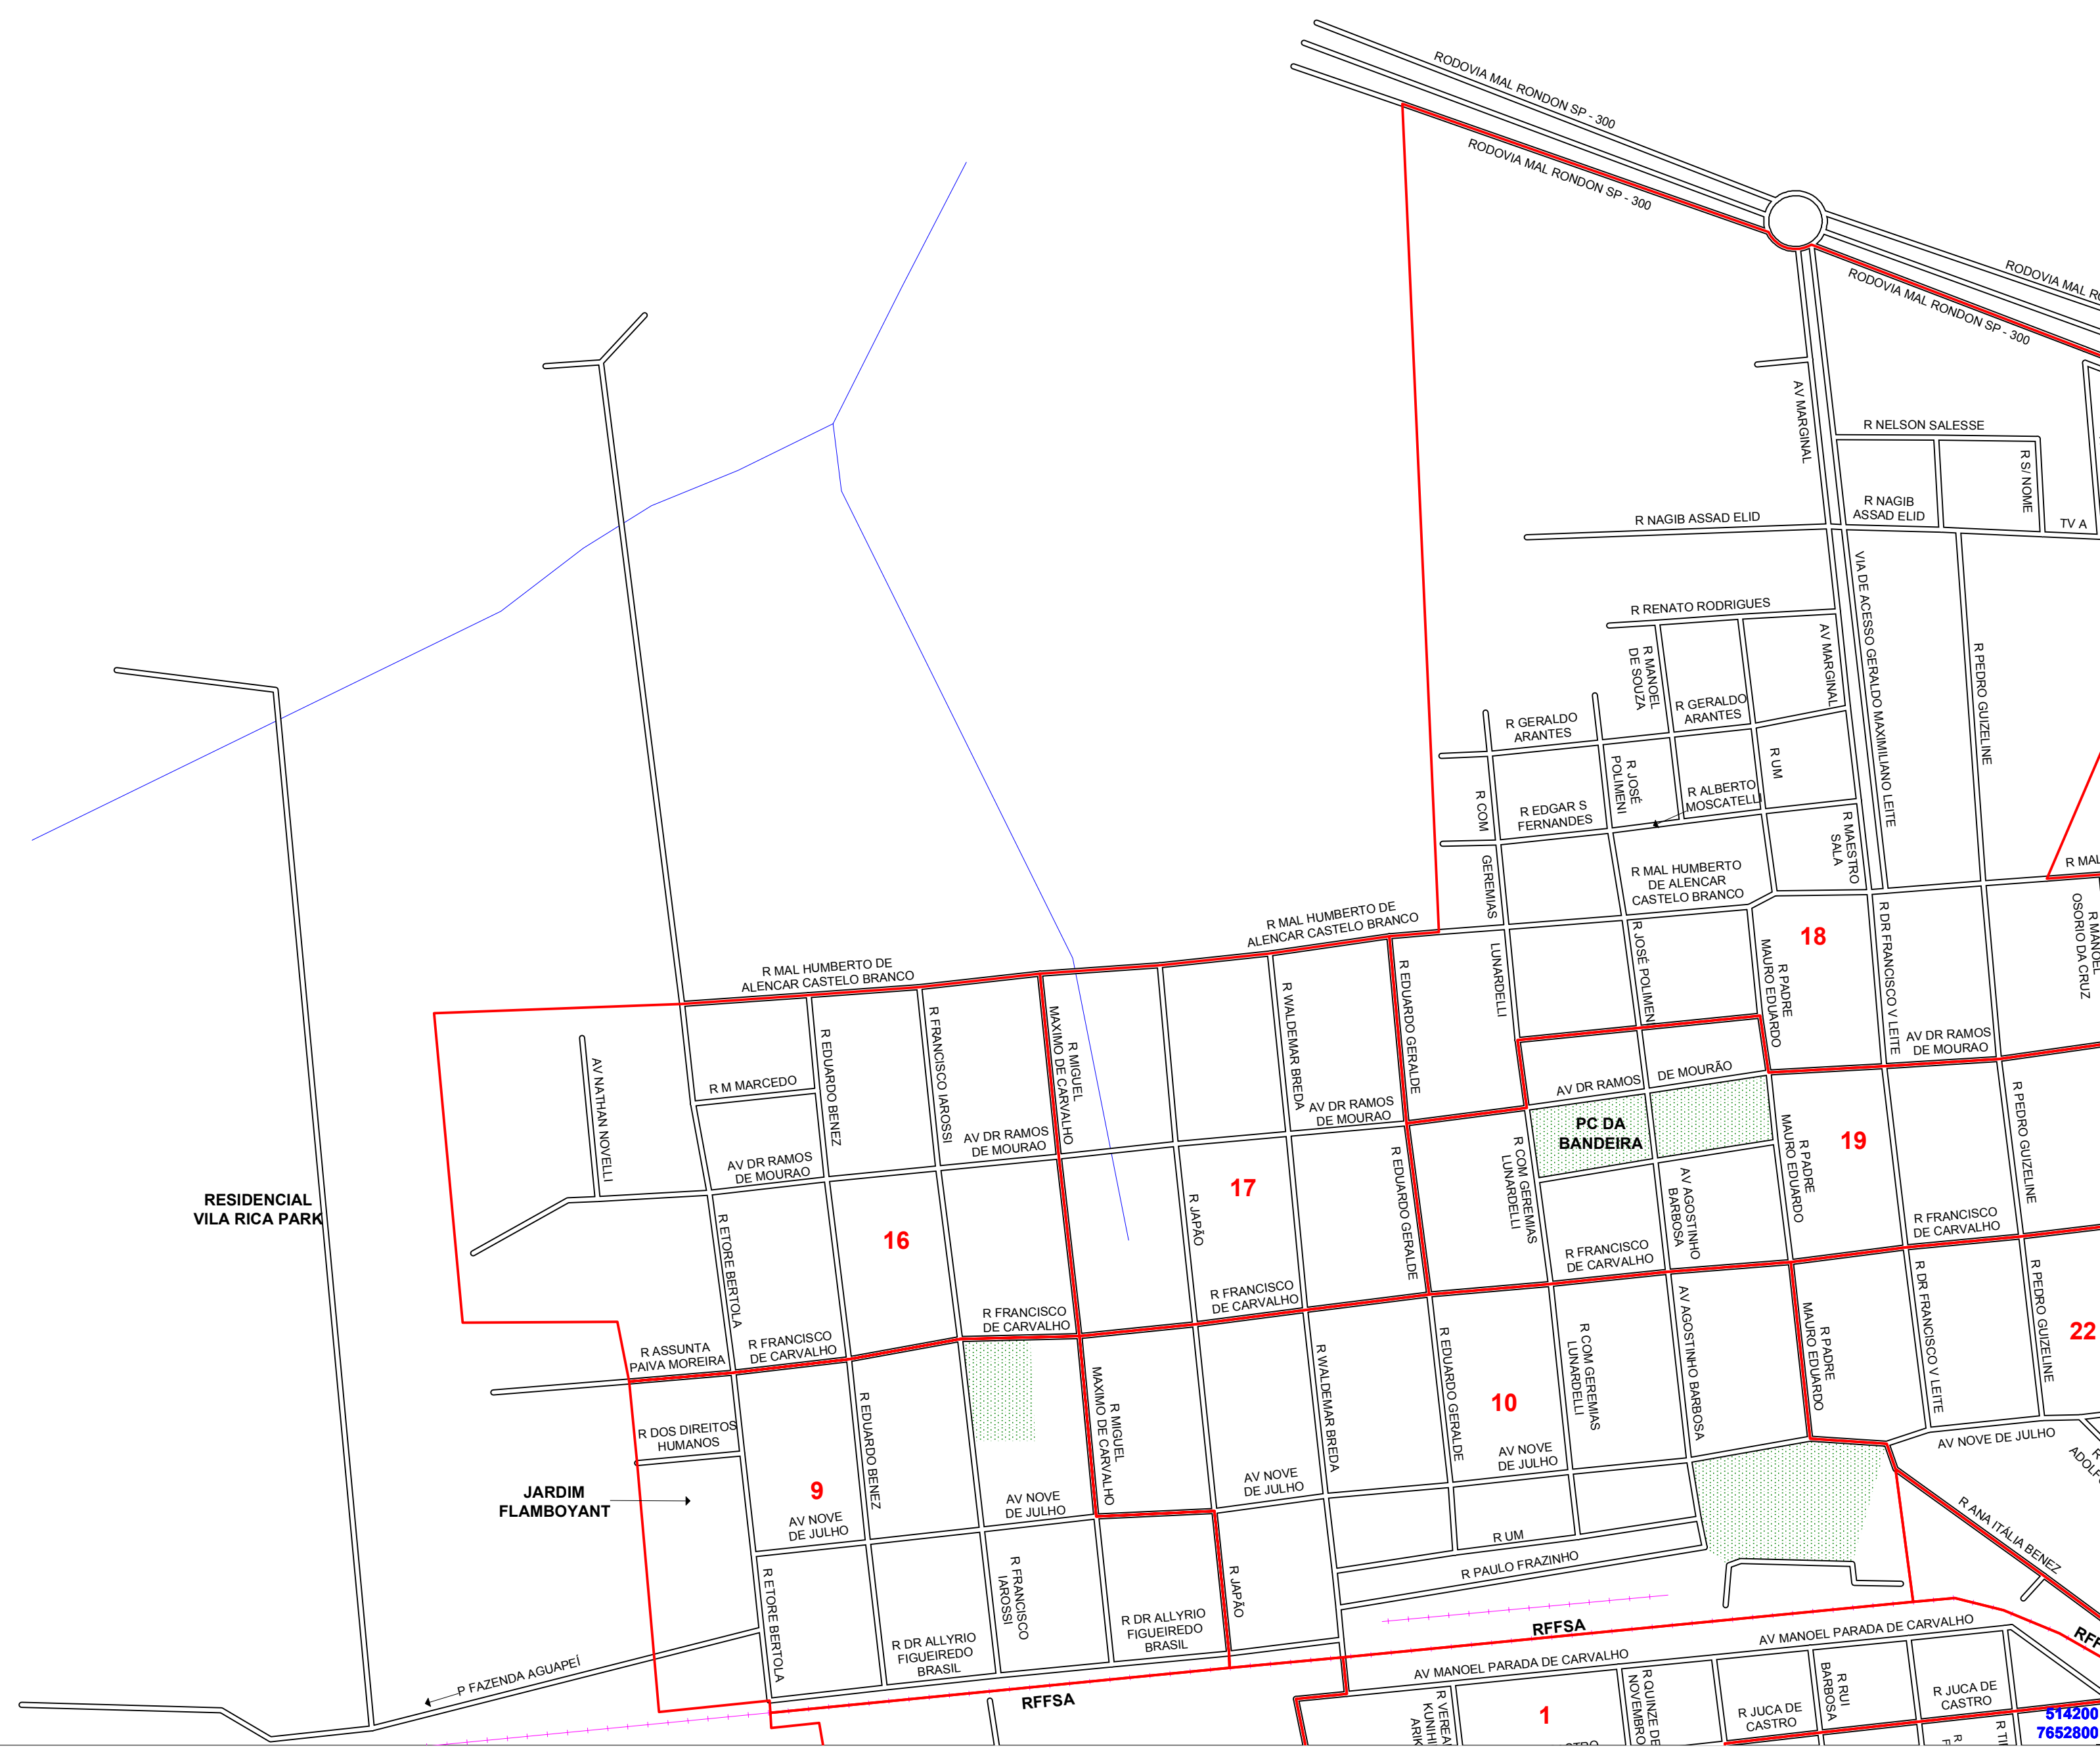 RODOVIA MAL RONDON SP - 300
RODOVIA MAL RONDON SP - 300
RODOVIA MAL
RODOVIA MAL RONDON SP - 300
AV MARGINAL
R NELSON SALESSE
R S/ NOME
R NAGIB
ASSAD ELID
R NAGIB ASSAD ELID
TV A
VIA DE ACESSO GERALDO MAXIMILIANO LEITE
R RENATO RODRIGUES
R MANOEL
DE SOUZA
AV MARGINAL
R PEDRO GUIZELINE
R GERALDO
ARANTES
R GERALDO
ARANTES
R UM
R JOSÉ
POLIMENI
R ALBERTO
MOSCATELLI
R COM
R EDGAR S
FERNANDES
R MAESTRO
SALA
GEREMIAS
R MAL HUMBERTO
DE ALENCAR
CASTELO BRANCO
R MAL
R MANOEL
OSORIO DA CRUZ
R MAL HUMBERTO DE
ALENCAR CASTELO BRANCO
R MAL HUMBERTO DE
ALENCAR CASTELO BRANCO
LUNARDELLI
R JOSÉ POLIMENI
18
R PADRE
MAURO EDUARDO
R DR FRANCISCO V LEITE
AV DR RAMOS
DE MOURAO
R EDUARDO GERALDE
R WALDEMAR BREDA
R MIGUEL
MAXIMO DE CARVALHO
R FRANCISCO IAROSSI
R EDUARDO BENEZ
AV NATHAN NOVELLI
R M MARCEDO
AV DR RAMOS
DE MOURÃO
AV DR RAMOS
DE MOURAO
AV DR RAMOS
DE MOURAO
AV DR RAMOS
DE MOURAO
PC DA
BANDEIRA
19
R PADRE
MAURO EDUARDO
R PEDRO GUIZELINE
R COM GEREMIAS
LUNARDELLI
AV AGOSTINHO
BARBOSA
R EDUARDO GERALDE
17
R JAPÃO
16
R ETORE BERTOLA
RESIDENCIAL
VILA RICA PARK
R FRANCISCO
DE CARVALHO
R FRANCISCO
DE CARVALHO
R FRANCISCO
DE CARVALHO
R FRANCISCO
DE CARVALHO
R FRANCISCO
DE CARVALHO
R ASSUNTA
PAIVA MOREIRA
R DOS DIREITOS
HUMANOS
R EDUARDO BENEZ
R MIGUEL
MAXIMO DE CARVALHO
R WALDEMAR BREDA
R EDUARDO GERALDE
10
R COM GEREMIAS
LUNARDELLI
AV AGOSTINHO BARBOSA
R PADRE
MAURO EDUARDO
R DR FRANCISCO V LEITE
R PEDRO GUIZELINE
22
AV NOVE DE JULHO
AV NOVE
DE JULHO
AV NOVE
DE JULHO
AV NOVE
DE JULHO
AV NOVE
DE JULHO
9
JARDIM
FLAMBOYANT
R ANA ITÁLIA BENEZ
R UM
R PAULO FRAZINHO
R JAPÃO
R FRANCISCO
IAROSSI
R ETORE BERTOLA
R DR ALLYRIO
FIGUEIREDO
BRASIL
R DR ALLYRIO
FIGUEIREDO
BRASIL
P FAZENDA AGUAPEÍ
RFFSA
RFFSA
AV MANOEL PARADA DE CARVALHO
AV MANOEL PARADA DE CARVALHO
1
R QUINZE DE
NOVEMBRO
R RUI
BARBOSA
R JUCA DE
CASTRO
R JUCA DE
CASTRO
514200
7652800